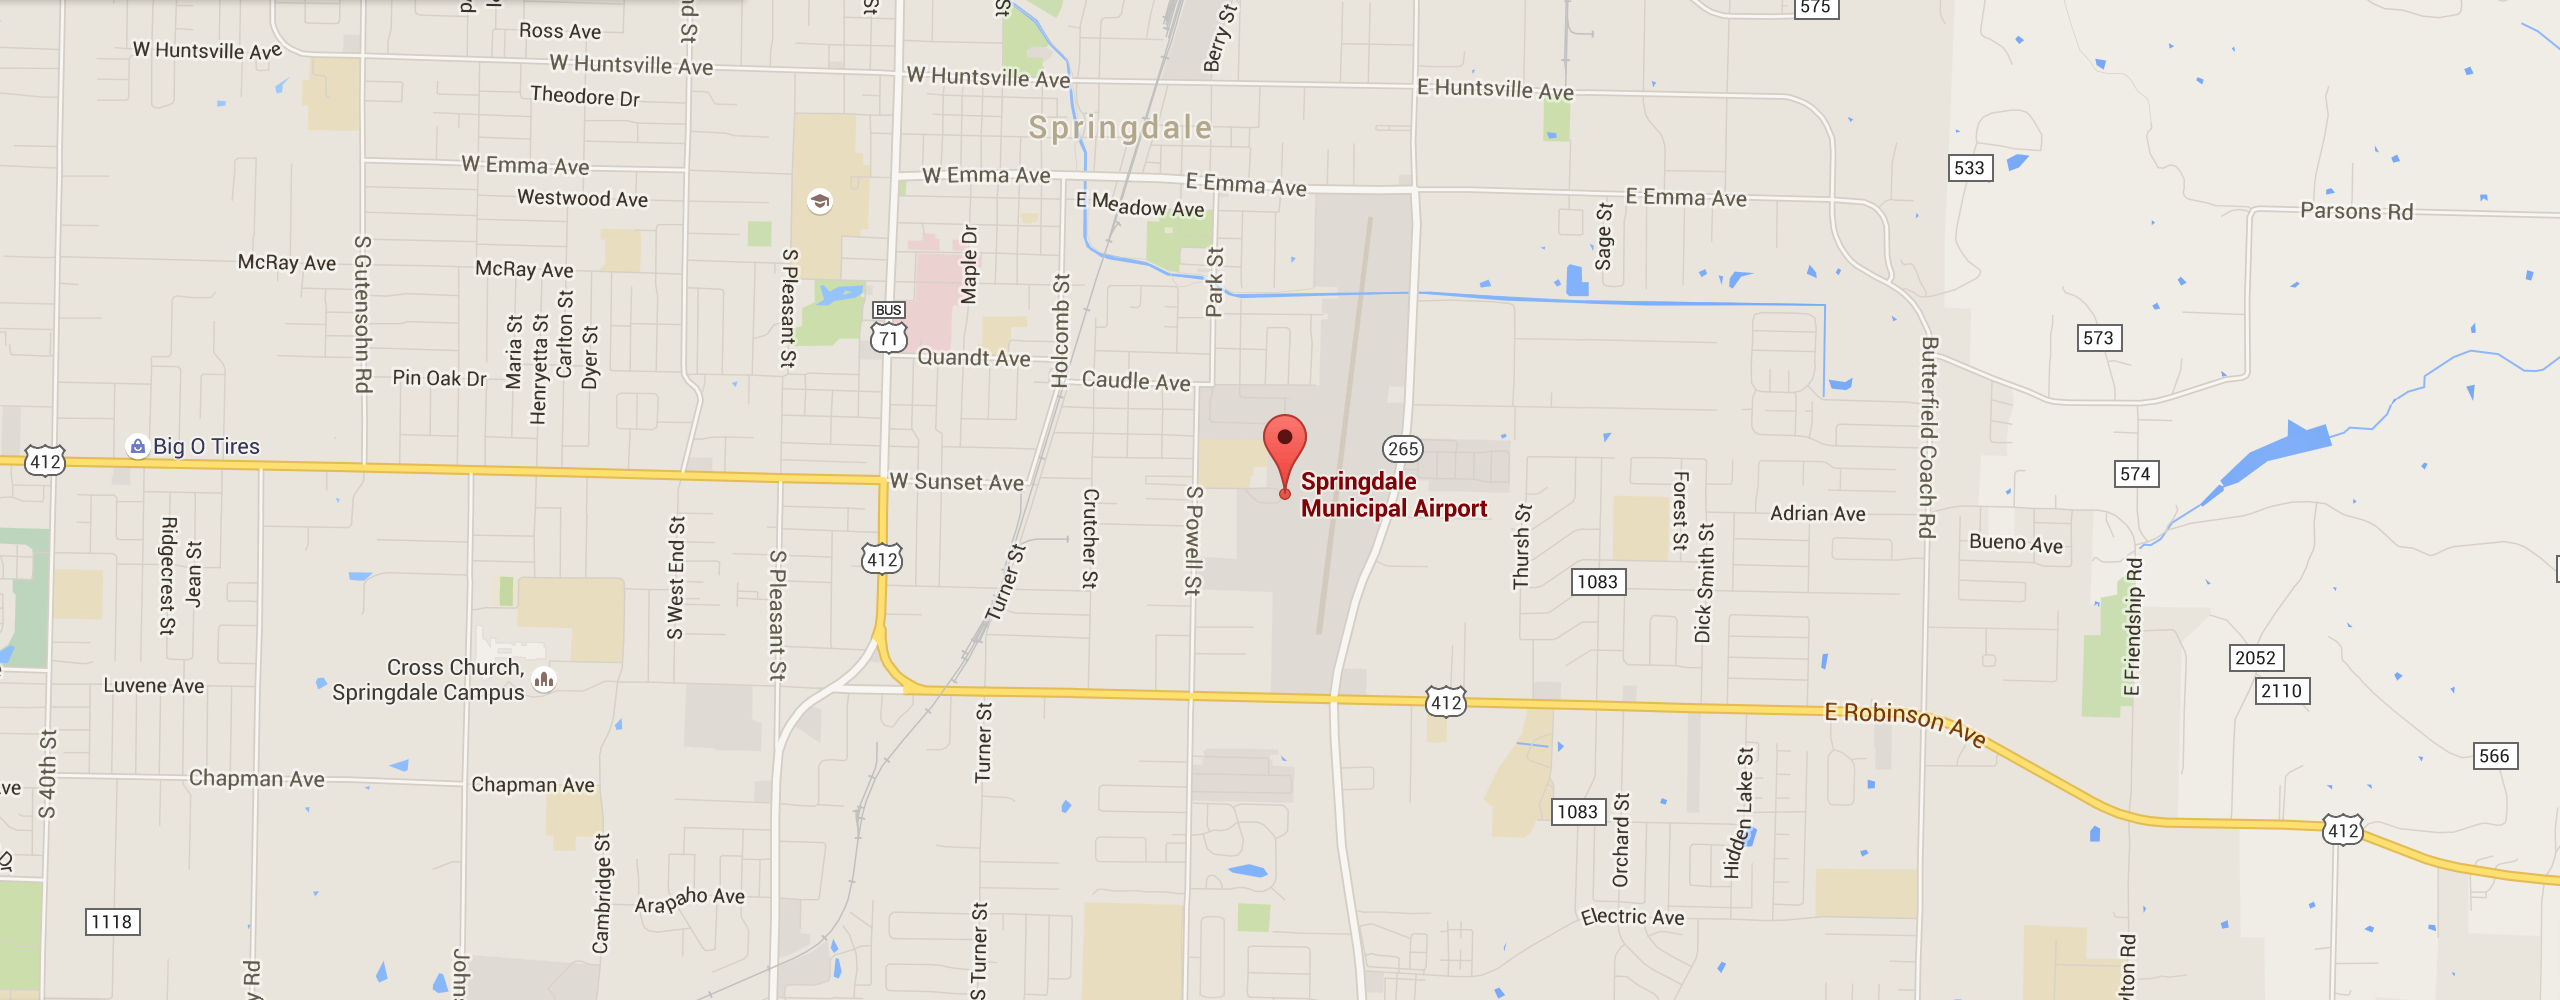 575
Ross Ave
W Huntsville Ave
W Huntsville Ave
W Huntsville Ave
E Huntsville Ave
Berry St
Theodore Dr
Springdale
W Emma Ave
W Emma Ave
E Emma Ave
E Emma Ave
533
Westwood Ave
E Meadow Ave
Parsons Rd
Sage St
McRay Ave
McRay Ave
S Gutensohn Rd
S Pleasant St
Maple Dr
Park St
Holcomb St
Maria St
Henryetta St
Carlton St
Dyer St
BUS
71
573
Quandt Ave
Pin Oak Dr
Caudle Ave
Butterfield Coach Rd
Big O Tires
412
265
574
W Sunset Ave
Springdale
Municipal Airport
Crutcher St
S Powell St
Thursh St
Forest St
Dick Smith St
Adrian Ave
Bueno Ave
Ridgecrest St
Jean St
S West End St
S Pleasant St
412
Turner St
1083
E Friendship Rd
Cross Church,
Springdale Campus
Luvene Ave
2052
2110
412
E Robinson Ave
Turner St
S 40th St
Chapman Ave
Chapman Ave
566
Hidden Lake St
1083
Orchard St
412
Cambridge St
Arapaho Ave
1118
S Turner St
Electric Ave